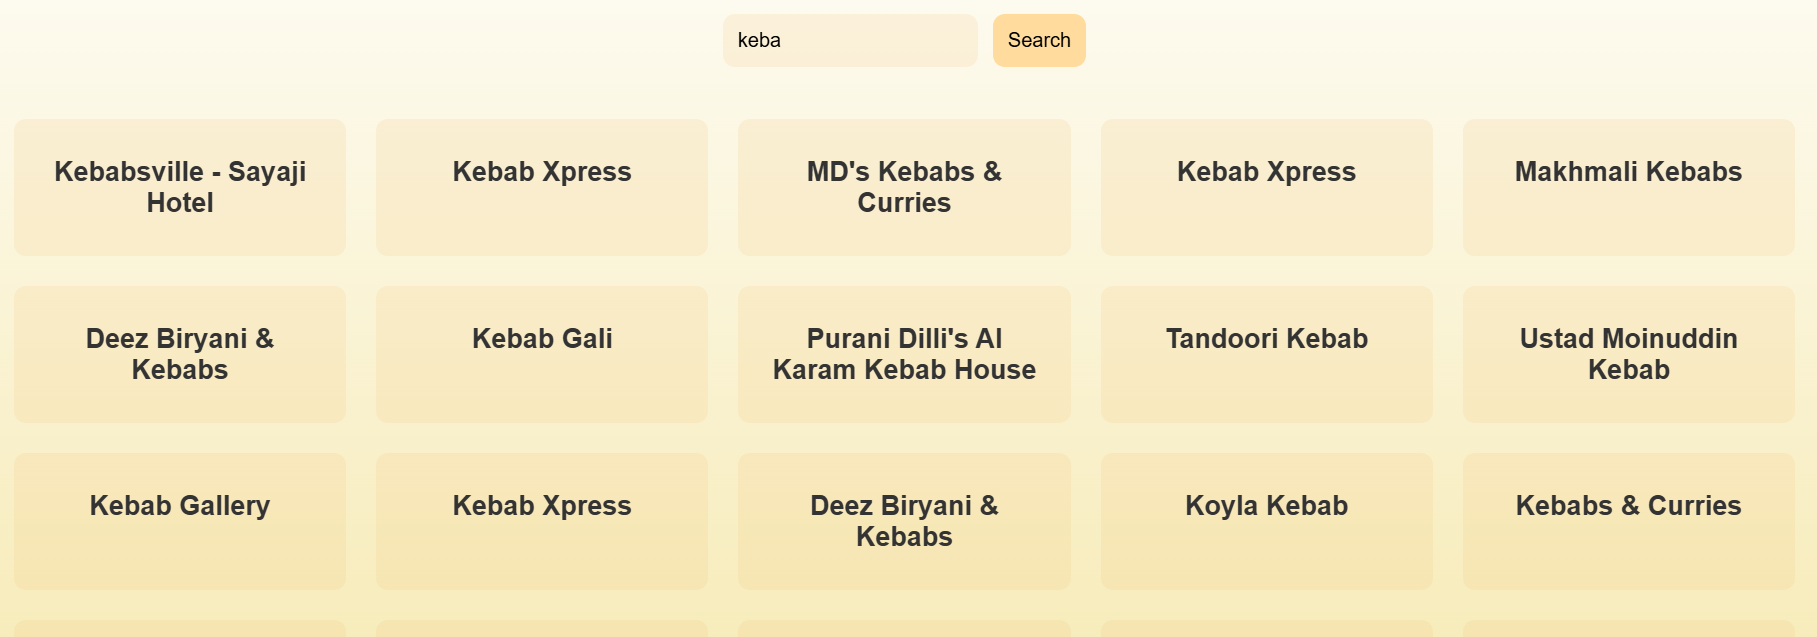 keba
Search
Kebabsville - Sayaji
Hotel
Kebab Xpress
MD's Kebabs &
Curries
Kebab Xpress
Makhmali Kebabs
Deez Biryani &
Kebabs
Kebab Gali
Purani Dilli's Al
Karam Kebab House
Tandoori Kebab
Ustad Moinuddin
Kebab
Kebab Gallery
Kebab Xpress
Deez Biryani &
Kebabs
Koyla Kebab
Kebabs & Curries